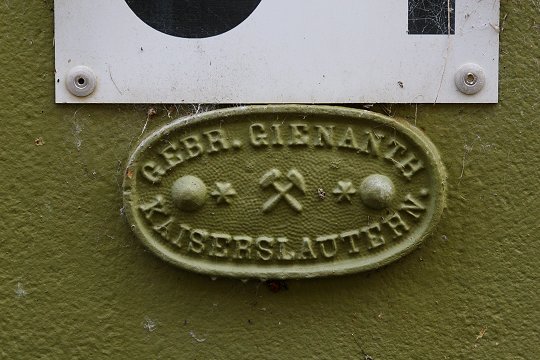 GEBR. GIENANTH
KAISERSLAUTERN.